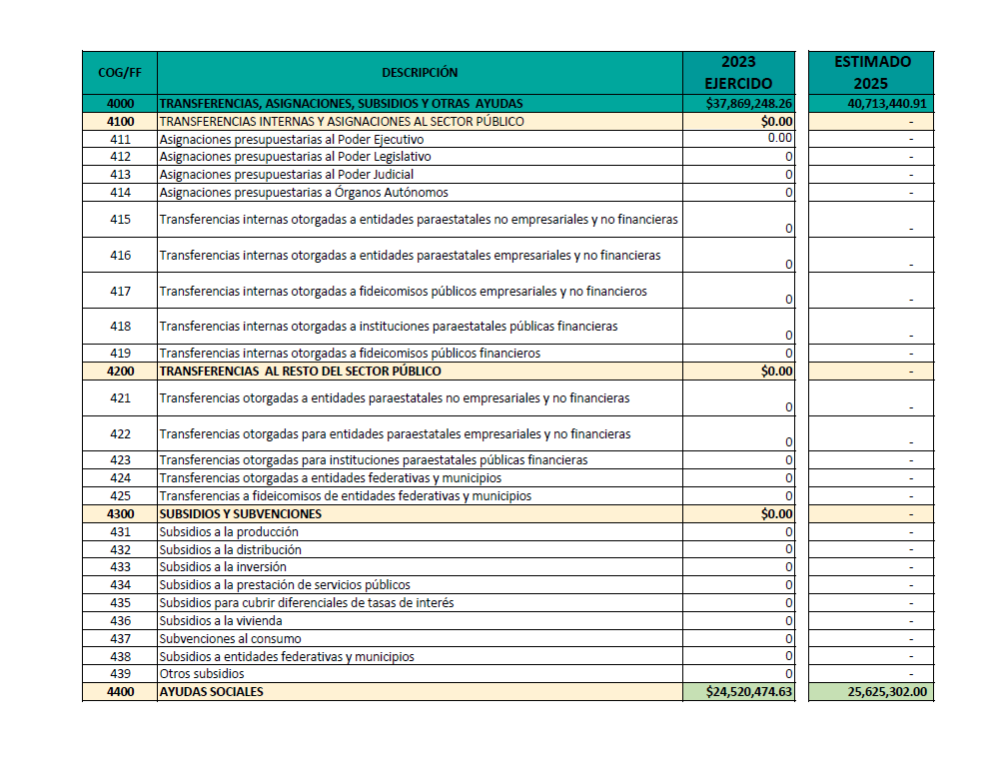 COG/FF DESCRIPCIÓN 2023 EJERCIDO ESTIMADO 2025
4000 TRANSFERENCIAS, ASIGNACIONES, SUBSIDIOS Y OTRAS AYUDAS $37,869,248.26 40,713,440.91
4100 TRANSFERENCIAS INTERNAS Y ASIGNACIONES AL SECTOR PÚBLICO $0.00 -
411 Asignaciones presupuestarias al Poder Ejecutivo 0.00 -
412 Asignaciones presupuestarias al Poder Legislativo 0 -
413 Asignaciones presupuestarias al Poder Judicial 0 -
414 Asignaciones presupuestarias a Órganos Autónomos 0 -
415 Transferencias internas otorgadas a entidades paraestatales no empresariales y no financieras 0 -
416 Transferencias internas otorgadas a entidades paraestatales empresariales y no financieras 0 -
417 Transferencias internas otorgadas a fideicomisos públicos empresariales y no financieros 0 -
418 Transferencias internas otorgadas a instituciones paraestatales públicas financieras 0 -
419 Transferencias internas otorgadas a fideicomisos públicos financieros 0 -
4200 TRANSFERENCIAS AL RESTO DEL SECTOR PÚBLICO $0.00 -
421 Transferencias otorgadas a entidades paraestatales no empresariales y no financieras 0 -
422 Transferencias otorgadas para entidades paraestatales empresariales y no financieras 0 -
423 Transferencias otorgadas para instituciones paraestatales públicas financieras 0 -
424 Transferencias otorgadas a entidades federativas y municipios 0 -
425 Transferencias a fideicomisos de entidades federativas y municipios 0 -
4300 SUBSIDIOS Y SUBVENCIONES $0.00 -
431 Subsidios a la producción 0 -
432 Subsidios a la distribución 0 -
433 Subsidios a la inversión 0 -
434 Subsidios a la prestación de servicios públicos 0 -
435 Subsidios para cubrir diferenciales de tasas de interés 0 -
436 Subsidios a la vivienda 0 -
437 Subvenciones al consumo 0 -
438 Subsidios a entidades federativas y municipios 0 -
439 Otros subsidios 0 -
4400 AYUDAS SOCIALES $24,520,474.63 25,625,302.00